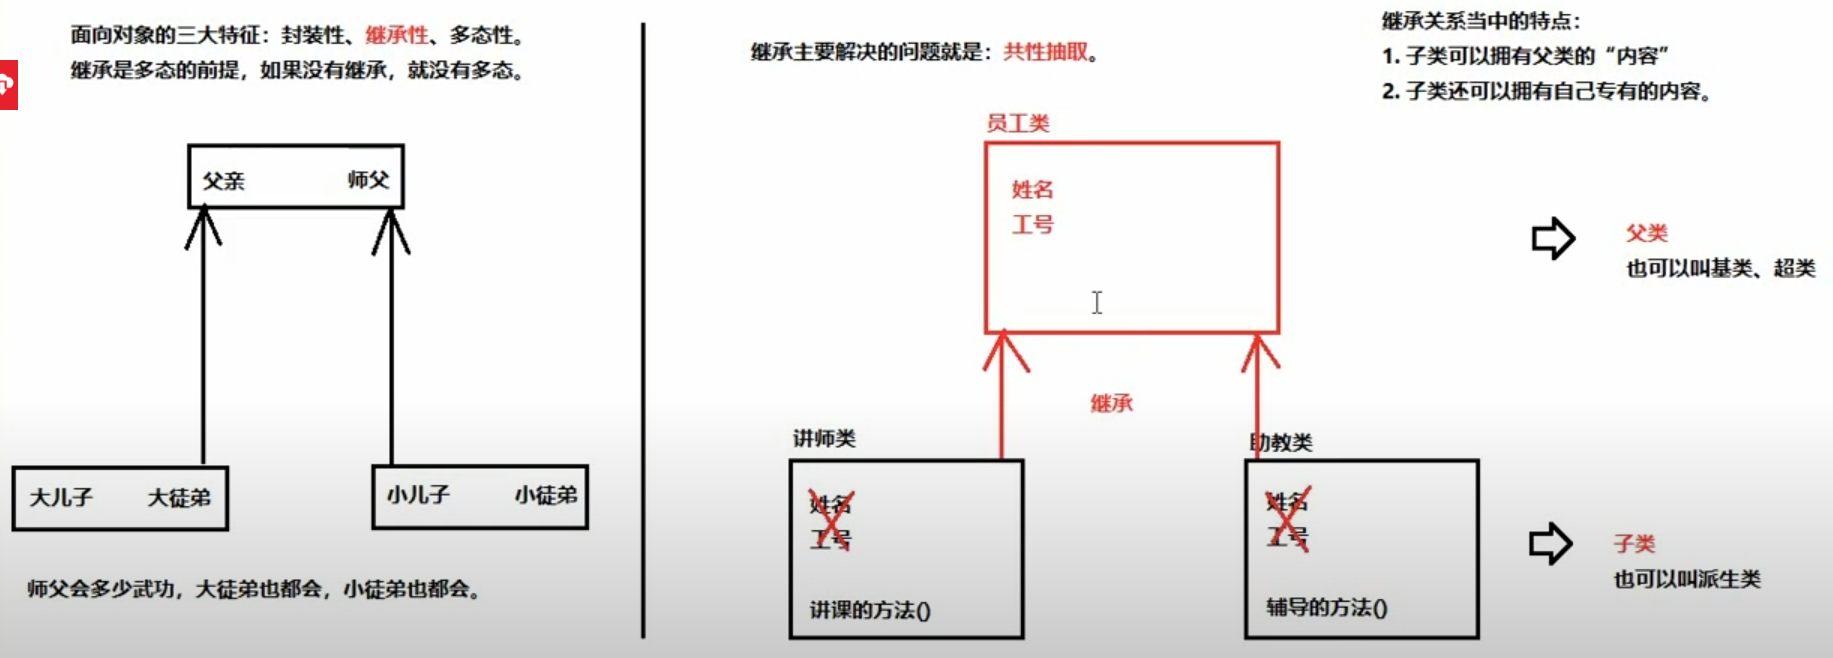 面向对象的三大特征：封装性、继承性、多态性。
继承是多态的前提，如果没有继承，就没有多态。
父亲 师父
大儿子 大徒弟
小儿子 小徒弟
师父会多少武功，大徒弟也都会，小徒弟也都会。
继承主要解决的问题就是：共性抽取。
员工类
姓名
工号
继承
讲师类
姓名
工号
讲课的方法()
助教类
姓名
工号
辅导的方法()
继承关系当中的特点：
1. 子类可以拥有父类的“内容”
2. 子类还可以拥有自己专有的内容。
父类
也可以叫基类、超类
子类
也可以叫派生类